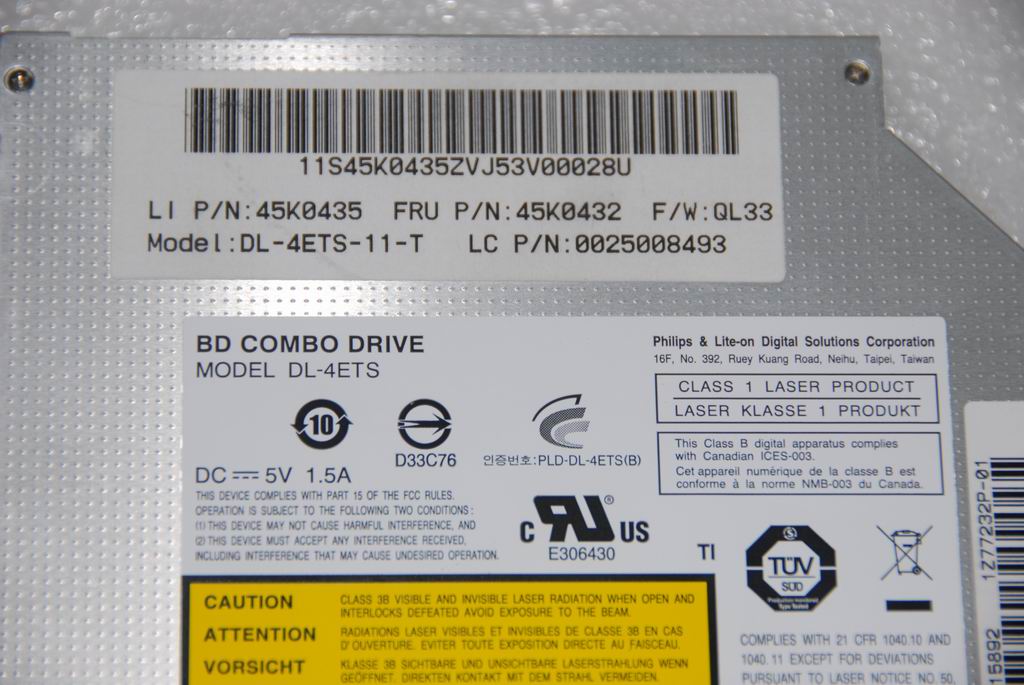 11S45K0435ZVJ53V00028U
LI P/N:45K0435 FRU P/N:45K0432 F/W:QL33
Model:DL-4ETS-11-T LC P/N:0025008493
BD COMBO DRIVE
MODEL DL-4ETS
Philips & Lite-on Digital Solutions Corporation
16F, No. 392, Ruey Kuang Road, Neihu, Taipei, Taiwan
CLASS 1 LASER PRODUCT
LASER KLASSE 1 PRODUKT
10
D33C76
인증번호:PLD-DL-4ETS(B)
This Class B digital apparatus complies
with Canadian ICES-003.
Cet appareil numérique de la classe B est
conforme à la norme NMB-003 du Canada.
DC 5V 1.5A
THIS DEVICE COMPLIES WITH PART 15 OF THE FCC RULES.
OPERATION IS SUBJECT TO THE FOLLOWING TWO CONDITIONS :
(1) THIS DEVICE MAY NOT CAUSE HARMFUL INTERFERENCE, AND
(2) THIS DEVICE MUST ACCEPT ANY INTERFERENCE RECEIVED,
INCLUDING INTERFERENCE THAT MAY CAUSE UNDESIRED OPERATION.
C RU ® US
E306430
TI
TÜV
SÜD
Production monitored
Type Tested
CAUTION CLASS 3B VISIBLE AND INVISIBLE LASER RADIATION WHEN OPEN AND
INTERLOCKS DEFEATED AVOID EXPOSURE TO THE BEAM.
ATTENTION RADIATIONS LASER VISIBLES ET INVISIBLES DE CLASSE 3B EN CAS
D'OUVERTURE. EVITER TOUTE EXPOSITION DIRECTE AU FAISCEAU.
VORSICHT KLASSE 3B SICHTBARE UND UNSICHTBARE LASERSTRAHLUNG WENN
GEÖFFNET. DIREKTEN KONTAKT MIT DEM STRAHL VERMEIDEN.
COMPLIES WITH 21 CFR 1040.10 AND
1040.11 EXCEPT FOR DEVIATIONS
PURSUANT TO LASER NOTICE NO 50,
1Z77232P-01
15892